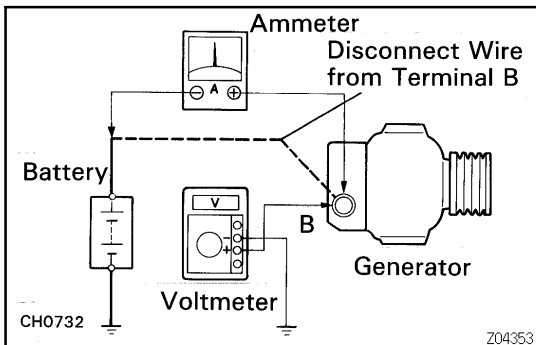 Ammeter
Disconnect Wire
from Terminal B
− A +
Battery
V
−
+
B
Generator
Voltmeter
CH0732
Z04353